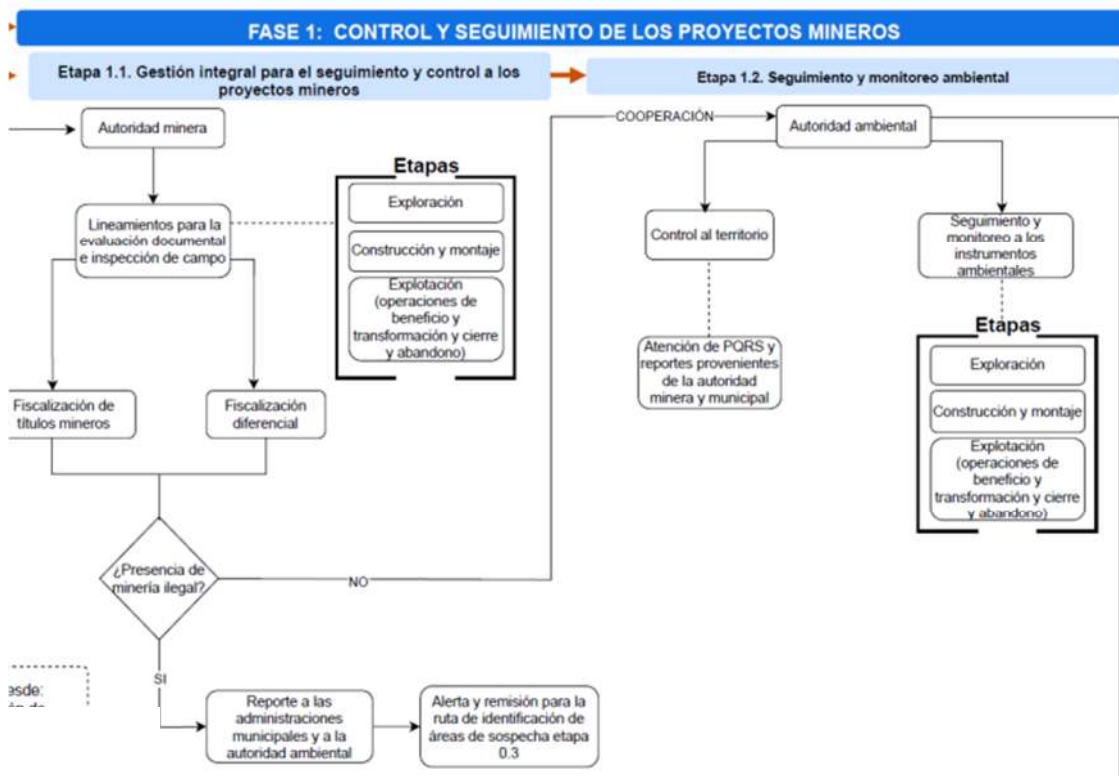 FASE 1: CONTROL Y SEGUIMIENTO DE LOS PROYECTOS MINEROS
Etapa 1.1. Gestión integral para el seguimiento y control a los
proyectos mineros
Etapa 1.2. Seguimiento y monitoreo ambiental
Autoridad minera
Lineamientos para la
evaluación documental
e inspección de campo
Etapas
Exploración
Construcción y montaje
Explotación
(operaciones de
beneficio y
transformación y cierre
y abandono)
Fiscalización de
títulos mineros
Fiscalización
diferencial
¿Presencia de
minería ilegal?
NO
SI
Reporte a las
administraciones
municipales y a la
autoridad ambiental
Alerta y remisión para la
ruta de identificación de
áreas de sospecha etapa
0.3
COOPERACIÓN
Autoridad ambiental
Control al territorio
Atención de PQRS y
reportes provenientes
de la autoridad
minera y municipal
Seguimiento y
monitoreo a los
instrumentos
ambientales
Etapas
Exploración
Construcción y montaje
Explotación
(operaciones de
beneficio y
transformación y cierre
y abandono)